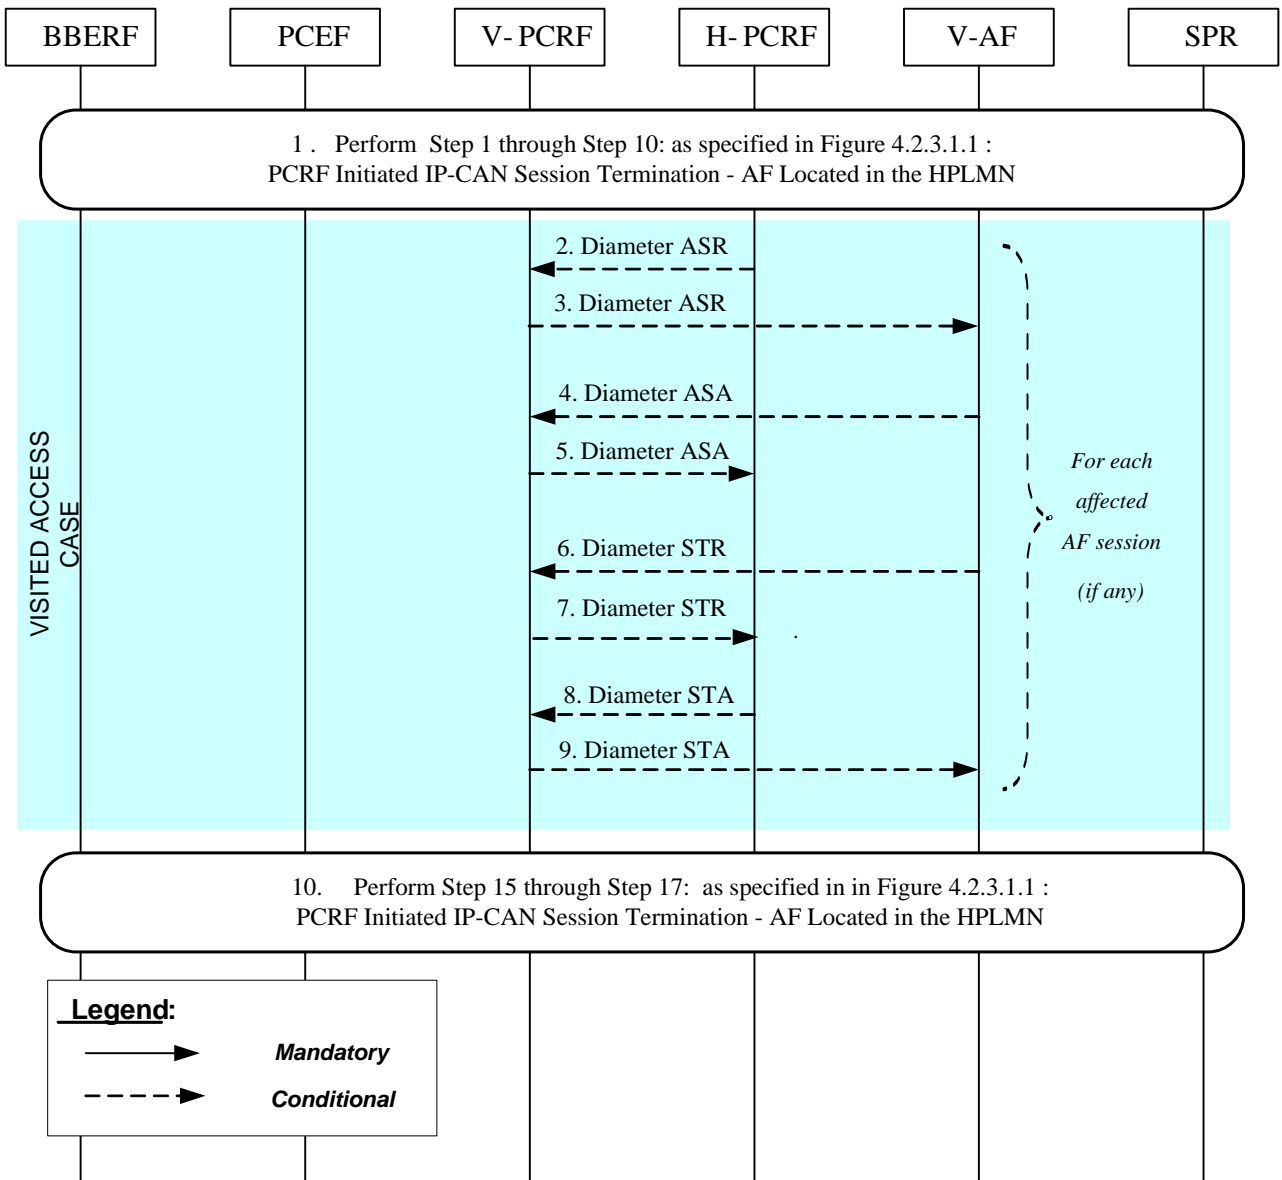 BBERF PCEF V- PCRF H- PCRF V-AF SPR
1 . Perform Step 1 through Step 10: as specified in Figure 4.2.3.1.1 :
PCRF Initiated IP-CAN Session Termination - AF Located in the HPLMN
2. Diameter ASR
3. Diameter ASR
4. Diameter ASA
5. Diameter ASA
6. Diameter STR
7. Diameter STR
8. Diameter STA
9. Diameter STA
VISITED ACCESS
CASE
For each
affected
AF session
(if any)
10. Perform Step 15 through Step 17: as specified in in Figure 4.2.3.1.1 :
PCRF Initiated IP-CAN Session Termination - AF Located in the HPLMN
Legend:
Mandatory
Conditional